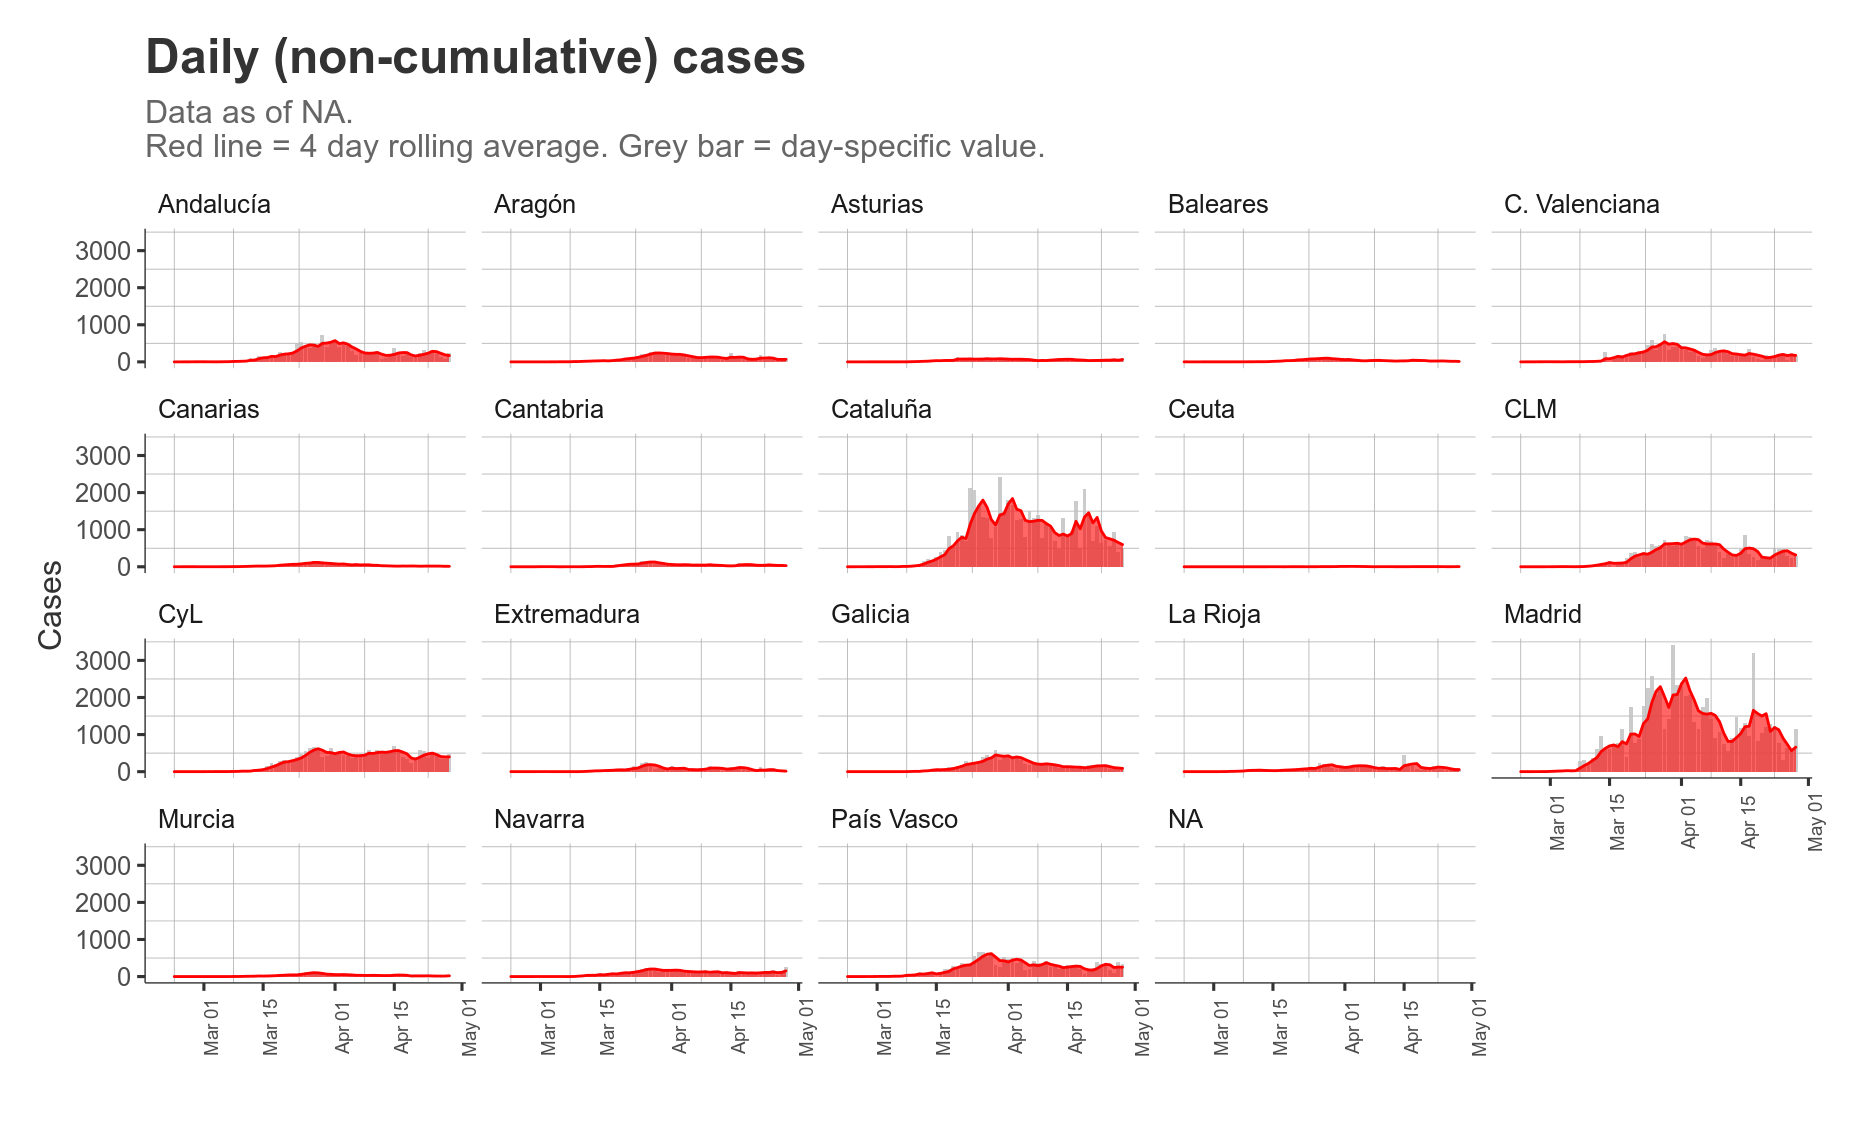 Daily (non-cumulative) cases
Data as of NA.
Red line = 4 day rolling average. Grey bar = day-specific value.
Andalucía
Aragón
Asturias
Baleares
C. Valenciana
3000
2000
1000
0
Canarias
Cantabria
Cataluña
Ceuta
CLM
3000
2000
1000
0
Cases
CyL
Extremadura
Galicia
La Rioja
Madrid
3000
2000
1000
0
Mar 01
Mar 15
Apr 01
Apr 15
May 01
Murcia
Navarra
País Vasco
NA
3000
2000
1000
0
Mar 01
Mar 15
Apr 01
Apr 15
May 01
Mar 01
Mar 15
Apr 01
Apr 15
May 01
Mar 01
Mar 15
Apr 01
Apr 15
May 01
Mar 01
Mar 15
Apr 01
Apr 15
May 01